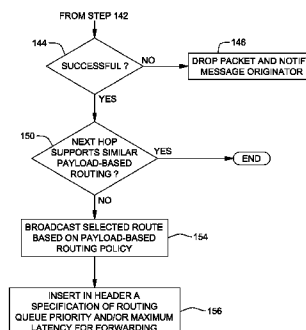 FROM STEP 142
144
SUCCESSFUL ?
NO
146
DROP PACKET AND NOTIFY
MESSAGE ORIGINATOR
YES
150
NEXT HOP
SUPPORTS SIMILAR
PAYLOAD-BASED
ROUTING ?
YES
END
NO
BROADCAST SELECTED ROUTE
BASED ON PAYLOAD-BASED
ROUTING POLICY
154
INSERT IN HEADER A
SPECIFICATION OF ROUTING
QUEUE PRIORITY AND/OR MAXIMUM
LATENCY FOR FORWARDING
156